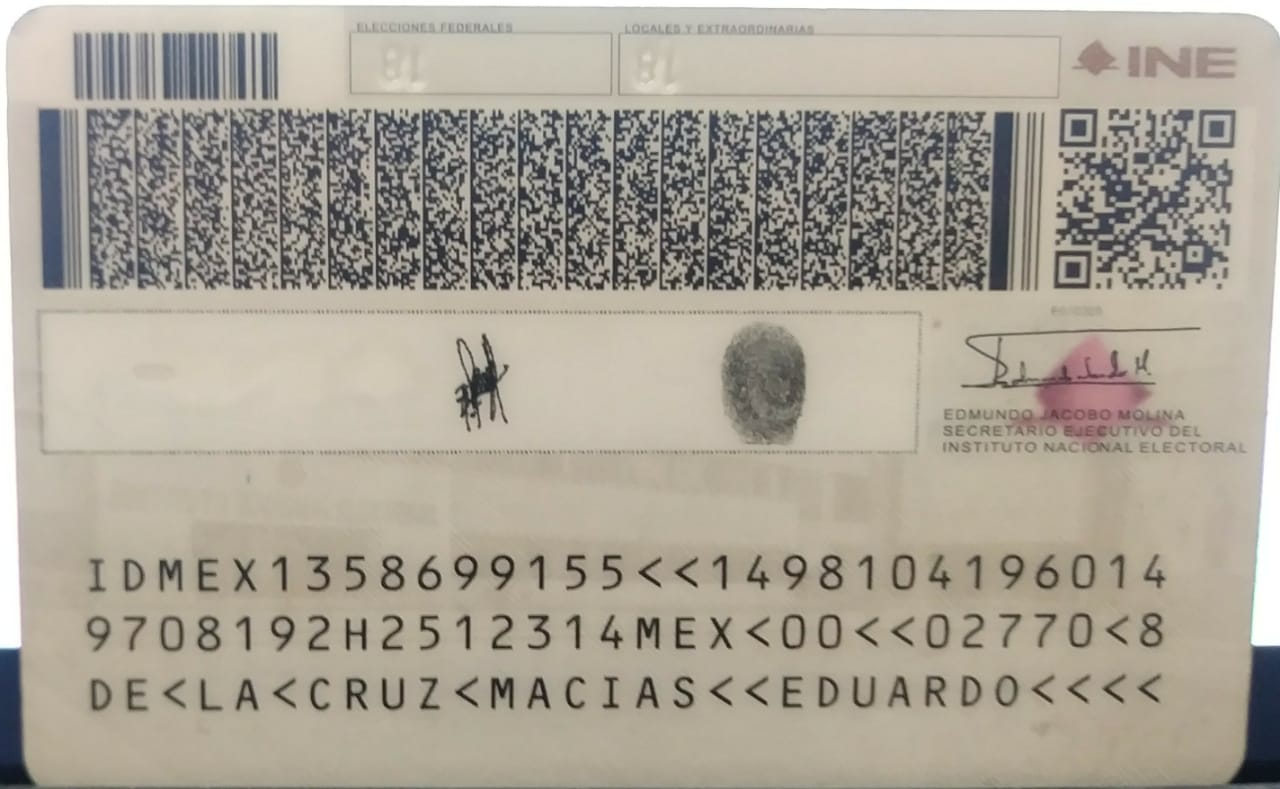 ELECCIONES FEDERALES
LOCALES Y EXTRAORDINARIAS
INE
18
18
EDMUNDO JACOBO MOLINA
SECRETARIO EJECUTIVO DEL
INSTITUTO NACIONAL ELECTORAL
IDMEX1358699155<<1498104196014
9708192H2512314MEX<00<<02770<8
DE<LA<CRUZ<MACIAS<<EDUARDO<<<<